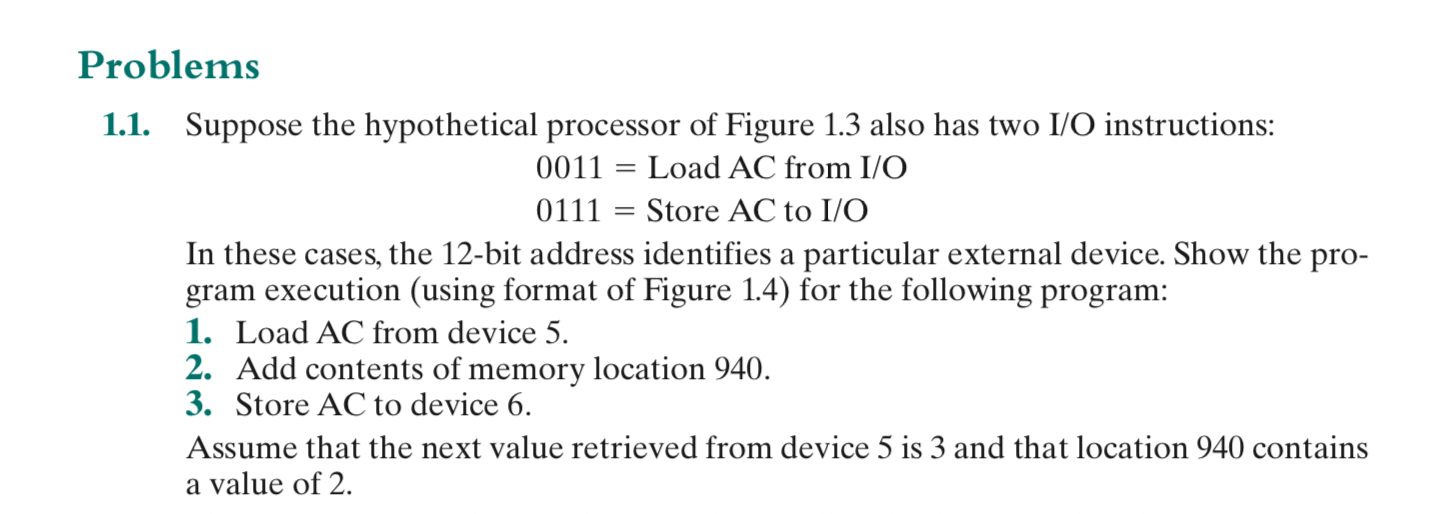 Problems
1.1. Suppose the hypothetical processor of Figure 1.3 also has two I/O instructions:
0011 = Load AC from I/O
0111 = Store AC to I/O
In these cases, the 12-bit address identifies a particular external device. Show the pro-
gram execution (using format of Figure 1.4) for the following program:
1. Load AC from device 5.
2. Add contents of memory location 940.
3. Store AC to device 6.
Assume that the next value retrieved from device 5 is 3 and that location 940 contains
a value of 2.